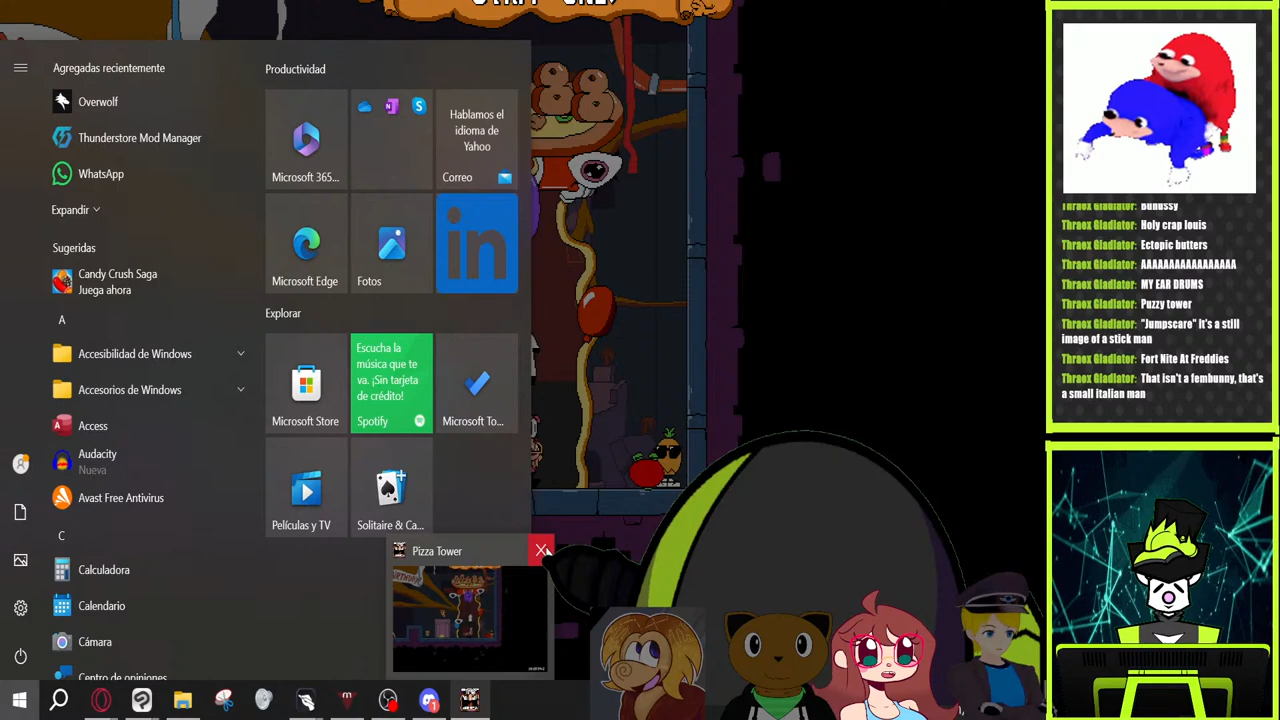 Agregadas recientemente
Overwolf
Thunderstore Mod Manager
WhatsApp
Expandir
Sugeridas
Candy Crush Saga
Juega ahora
A
Accesibilidad de Windows
Accesorios de Windows
Access
Audacity
Nueva
Avast Free Antivirus
C
Calculadora
Calendario
Cámara
Centro de opiniones
Productividad
Microsoft 365...
Hablamos el
idioma de
Yahoo
Correo
Microsoft Edge
Fotos
in
Explorar
Microsoft Store
Escucha la
música que te
va. ¡Sin tarjeta
de crédito!
Spotify
Microsoft To...
Películas y TV
Solitaire & Ca...
Pizza Tower
Thraex Gladiator: Bunussy
Thraex Gladiator: Holy crap louis
Thraex Gladiator: Ectopic butters
Thraex Gladiator: AAAAAAAAAAAAAAAAA
Thraex Gladiator: MY EAR DRUMS
Thraex Gladiator: Puzzy tower
Thraex Gladiator: "Jumpscare" it's a still
image of a stick man
Thraex Gladiator: Fort Nite At Freddies
Thraex Gladiator: That isn't a fembunny, that's
a small italian man